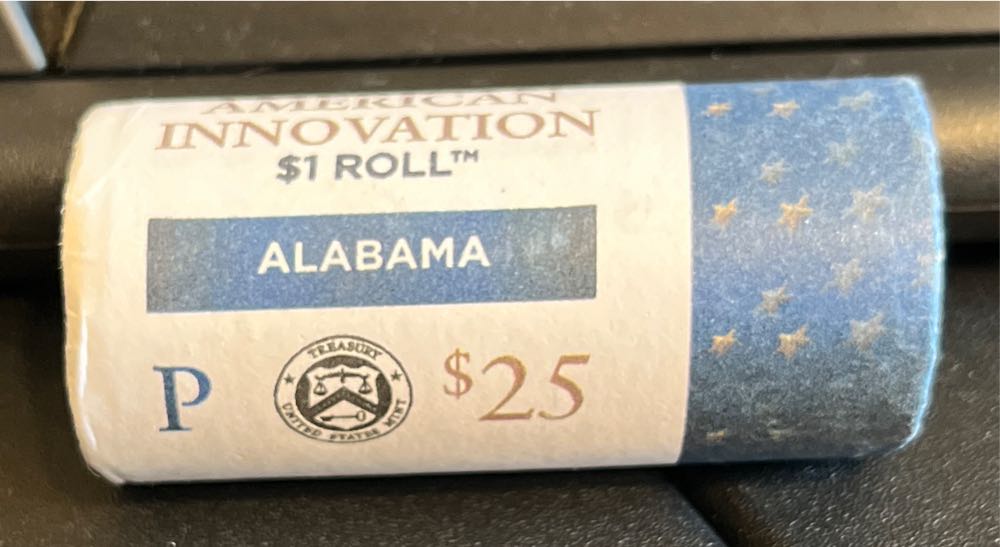 AMERICAN
INNOVATION
$1 ROLL™
ALABAMA
P
TREASURY
UNITED STATES MINT
$25